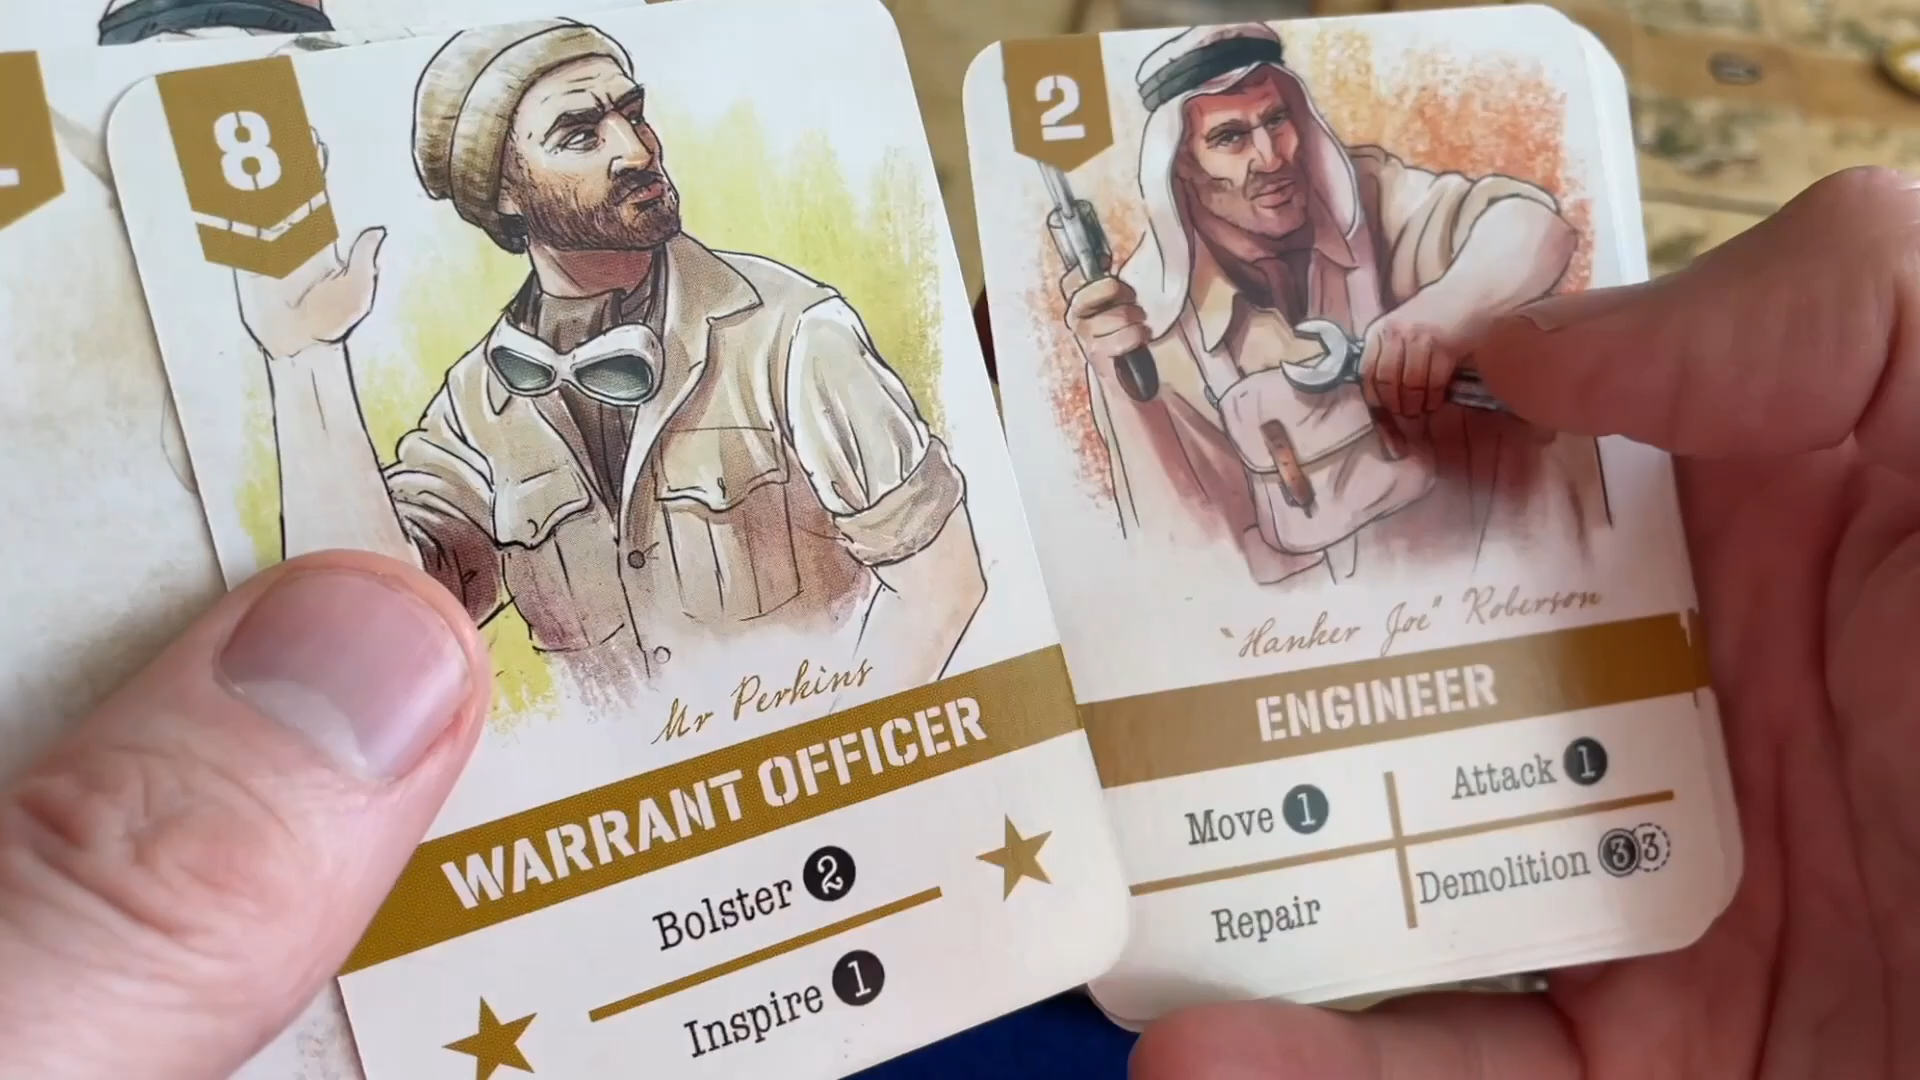 8
Mr Perkins
WARRANT OFFICER
Bolster 2
Inspire 1
2
"Hanker Joe" Roberson
ENGINEER
Move 1
Attack 1
Repair
Demolition 3 3